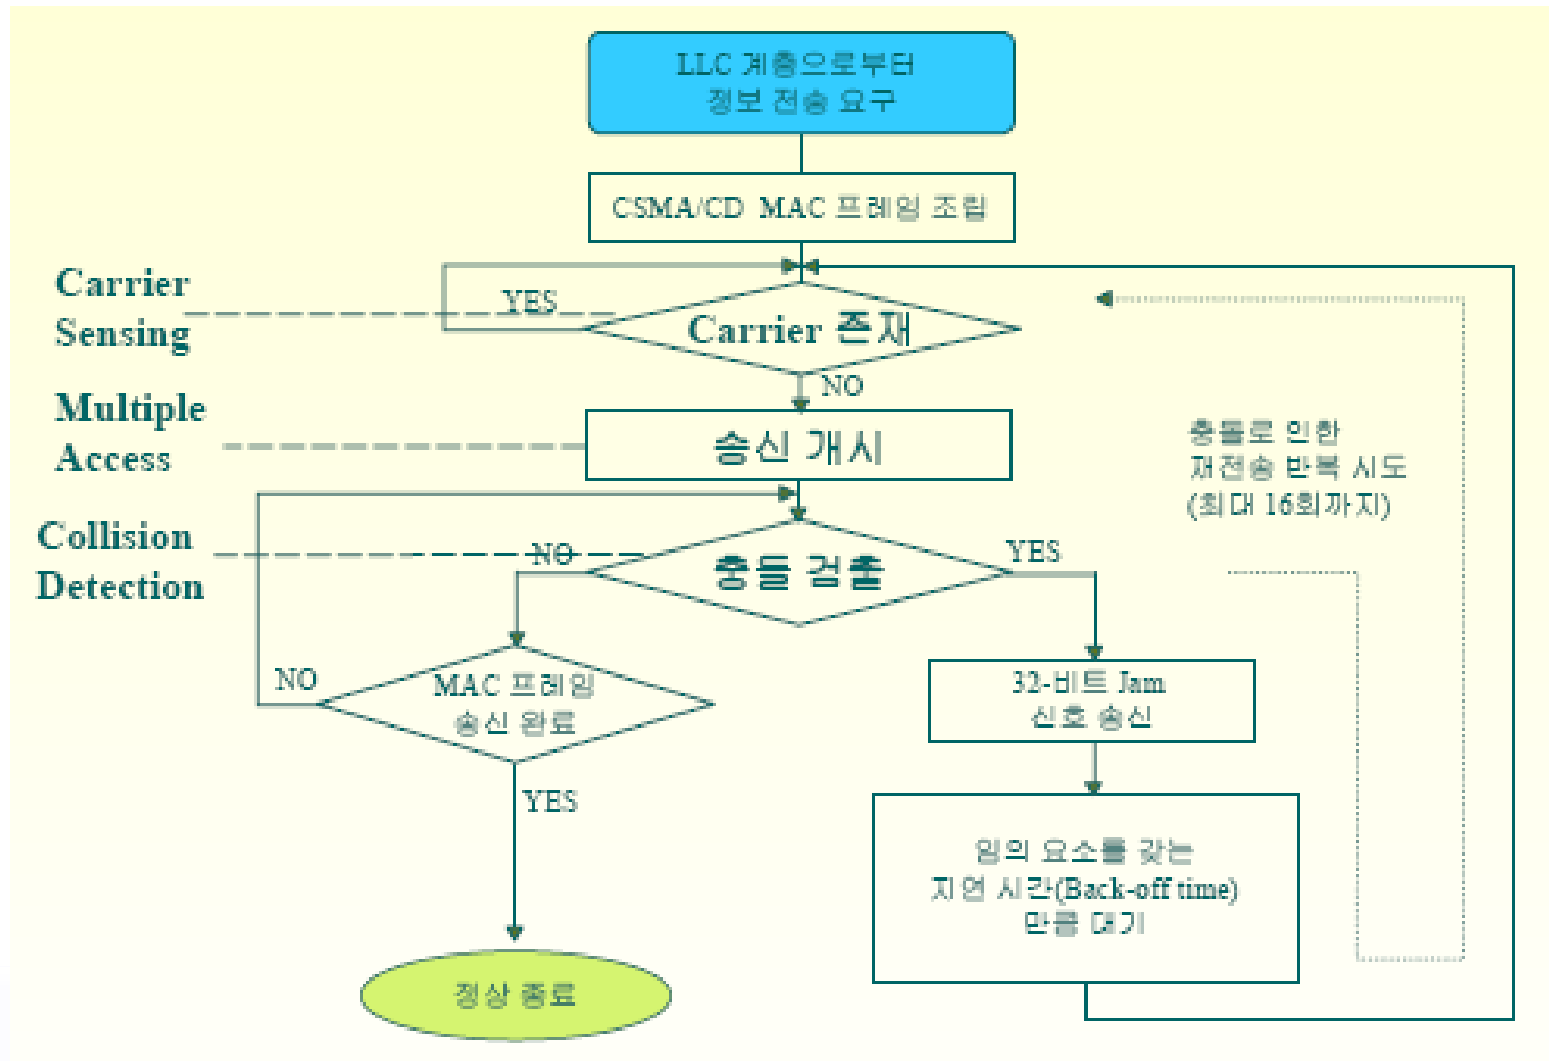 LLC 계층으로부터
정보 전송 요구
CSMA/CD MAC 프레임 조립
Carrier
Sensing
YES
Carrier 존재
NO
Multiple
Access
송신 개시
충돌로 인한
재전송 반복 시도
(최대 16회까지)
Collision
Detection
NO
충돌 검출
YES
NO
MAC 프레임
송신 완료
32-비트 Jam
신호 송신
YES
임의 요소를 갖는
지연 시간(Back-off time)
만큼 대기
정상 종료